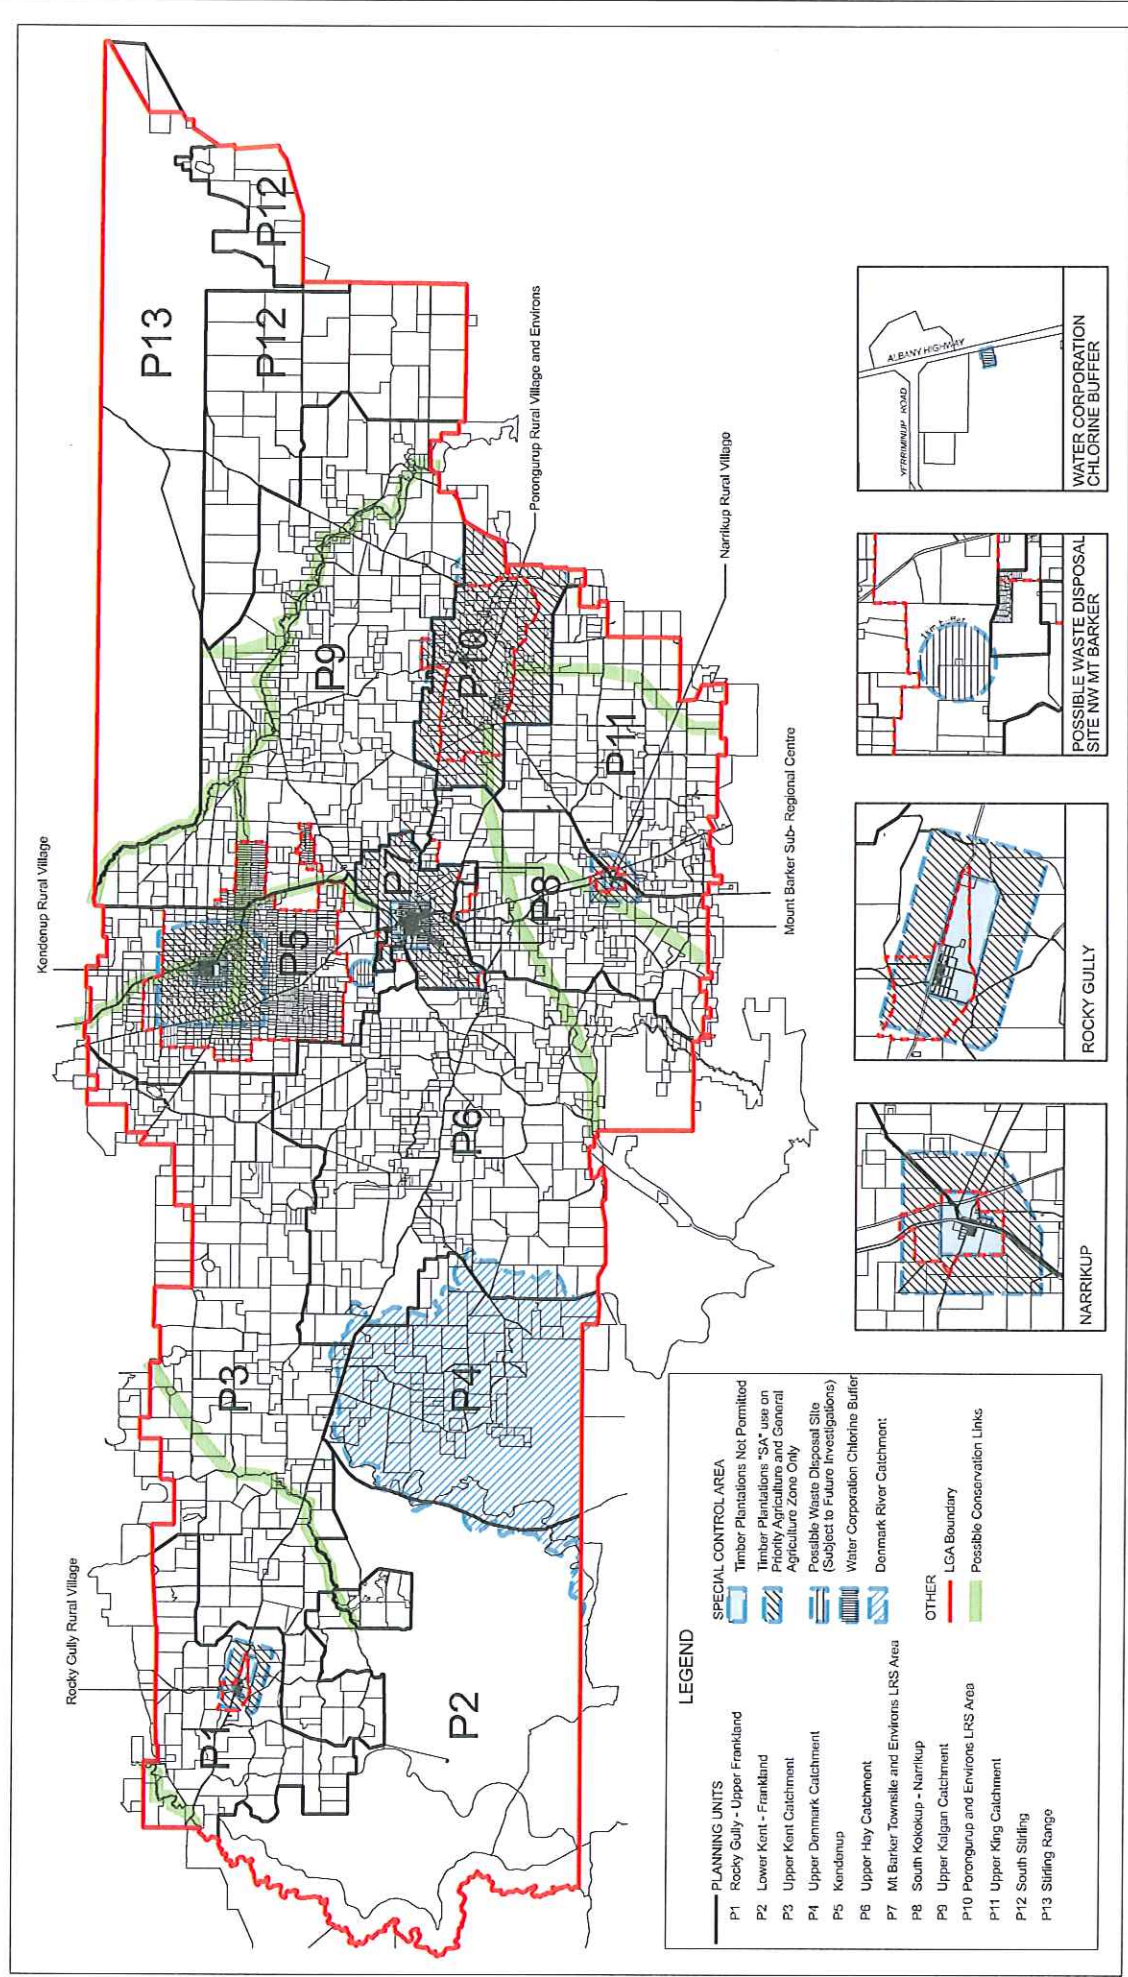 Kendenup Rural Village
Rocky Gully Rural Village
Porongurup Rural Village and Environs
Narrikup Rural Village
Mount Barker Sub- Regional Centre
P1
P2
P3
P4
P5
P6
P7
P8
P9
P10
P11
P12
P12
P13
LEGEND
PLANNING UNITS
P1 Rocky Gully - Upper Frankland
P2 Lower Kent - Frankland
P3 Upper Kent Catchment
P4 Upper Denmark Catchment
P5 Kendenup
P6 Upper Hay Catchment
P7 Mt Barker Townsite and Environs LRS Area
P8 South Kokokup - Narrikup
P9 Upper Kalgan Catchment
P10 Porongurup and Environs LRS Area
P11 Upper King Catchment
P12 South Stirling
P13 Stirling Range
SPECIAL CONTROL AREA
Timber Plantations Not Permitted
Timber Plantations "SA" use on
Priority Agriculture and General
Agriculture Zone Only
Possible Waste Disposal Site
(Subject to Future Investigations)
Water Corporation Chlorine Buffer
Denmark River Catchment
OTHER
LGA Boundary
Possible Conservation Links
NARRIKUP
ROCKY GULLY
POSSIBLE WASTE DISPOSAL
SITE NW MT BARKER
YERRIMINUP ROAD
ALBANY HIGHWAY
WATER CORPORATION
CHLORINE BUFFER